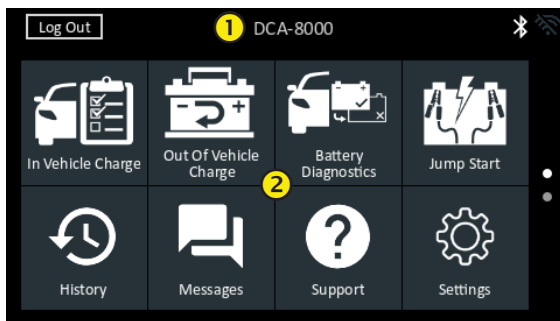 Log Out
1
DCA-8000
In Vehicle Charge
Out Of Vehicle
Charge
Battery
Diagnostics
Jump Start
2
History
Messages
Support
Settings